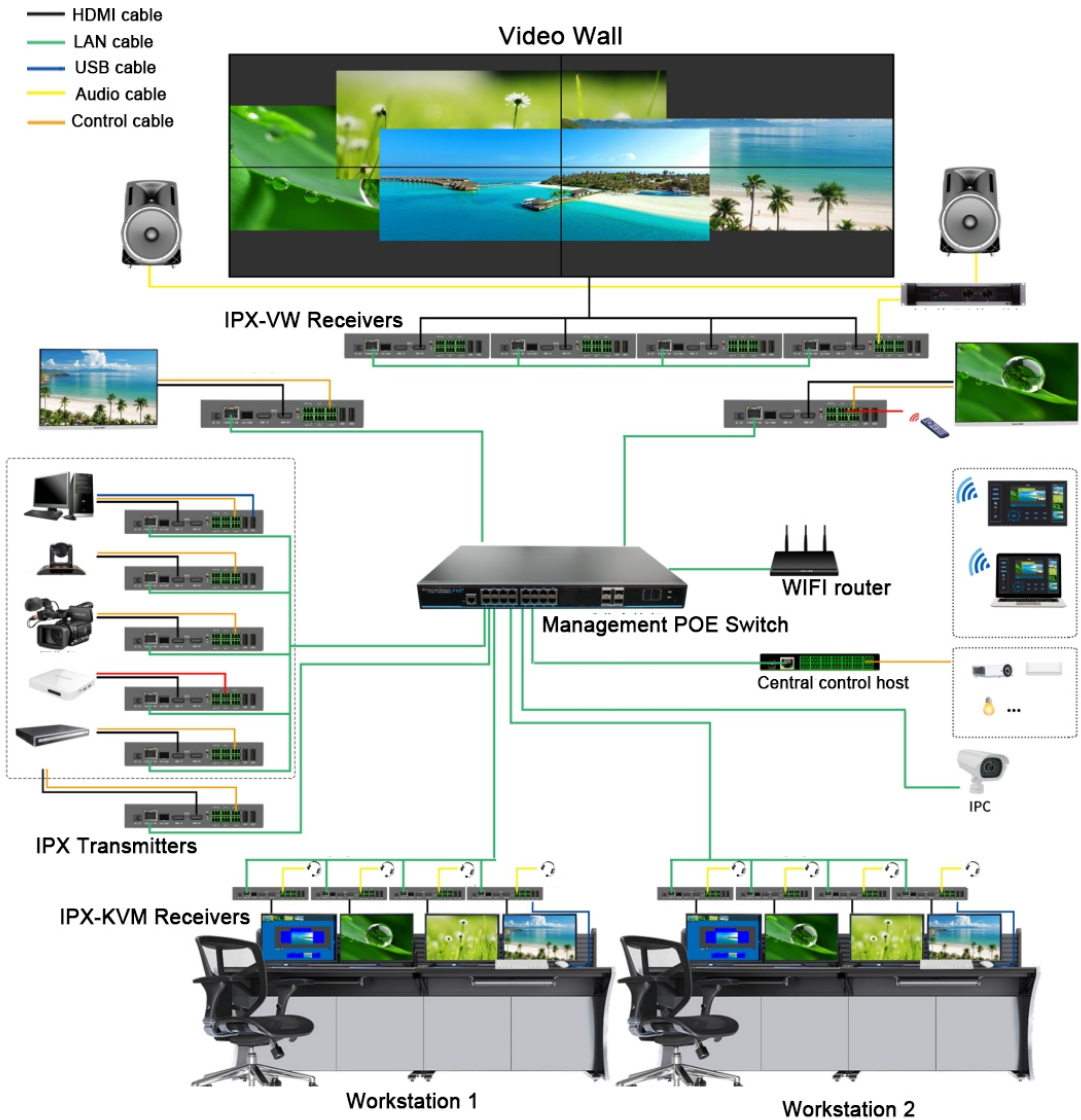 HDMI cable
LAN cable
USB cable
Audio cable
Control cable
Video Wall
IPX-VW Receivers
WIFI router
Management POE Switch
Central control host
...
IPC
IPX Transmitters
IPX-KVM Receivers
Workstation 1
Workstation 2